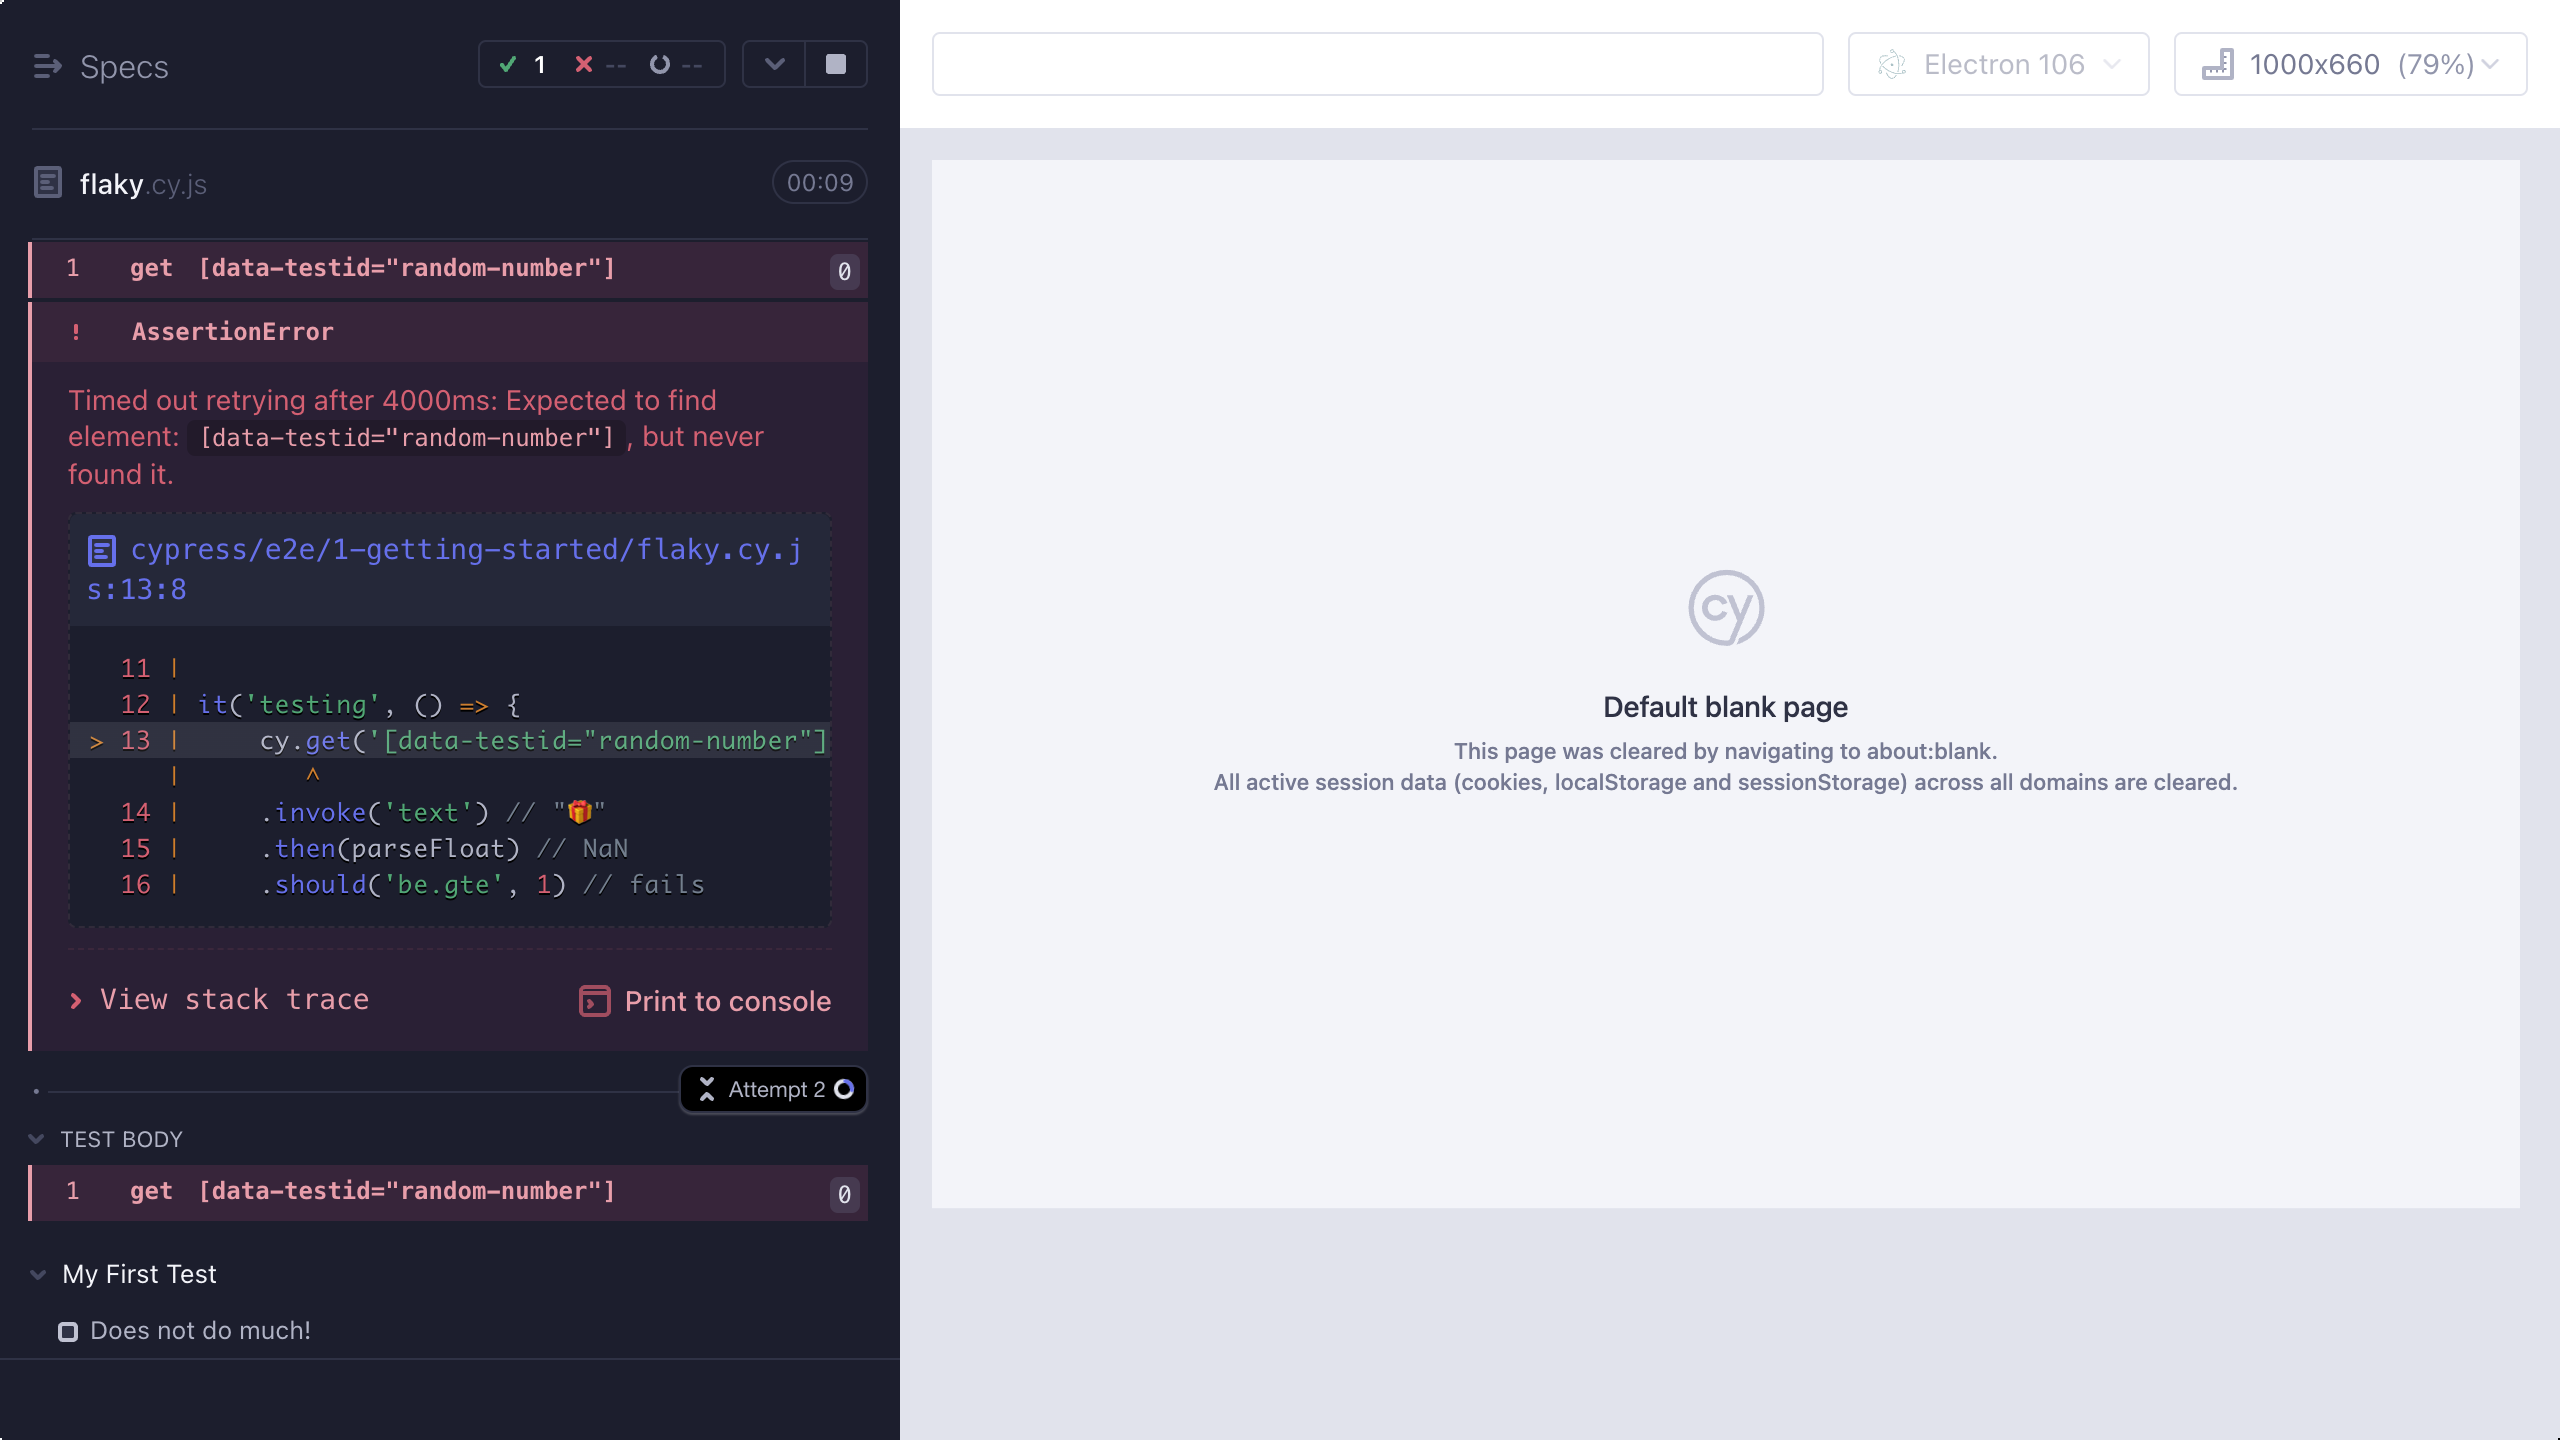 Specs
1 -- --
flaky.cy.js 00:09
1 get [data-testid="random-number"] 0
! AssertionError
Timed out retrying after 4000ms: Expected to find
element: [data-testid="random-number"] , but never
found it.
cypress/e2e/1-getting-started/flaky.cy.j
s:13:8
11 |
12 | it('testing', () => {
> 13 | cy.get('[data-testid="random-number"]
| ^
14 | .invoke('text') // "🎁"
15 | .then(parseFloat) // NaN
16 | .should('be.gte', 1) // fails
View stack trace
Print to console
Attempt 2
TEST BODY
1 get [data-testid="random-number"] 0
My First Test
Does not do much!
Electron 106
1000x660 (79%)
cy
Default blank page
This page was cleared by navigating to about:blank.
All active session data (cookies, localStorage and sessionStorage) across all domains are cleared.